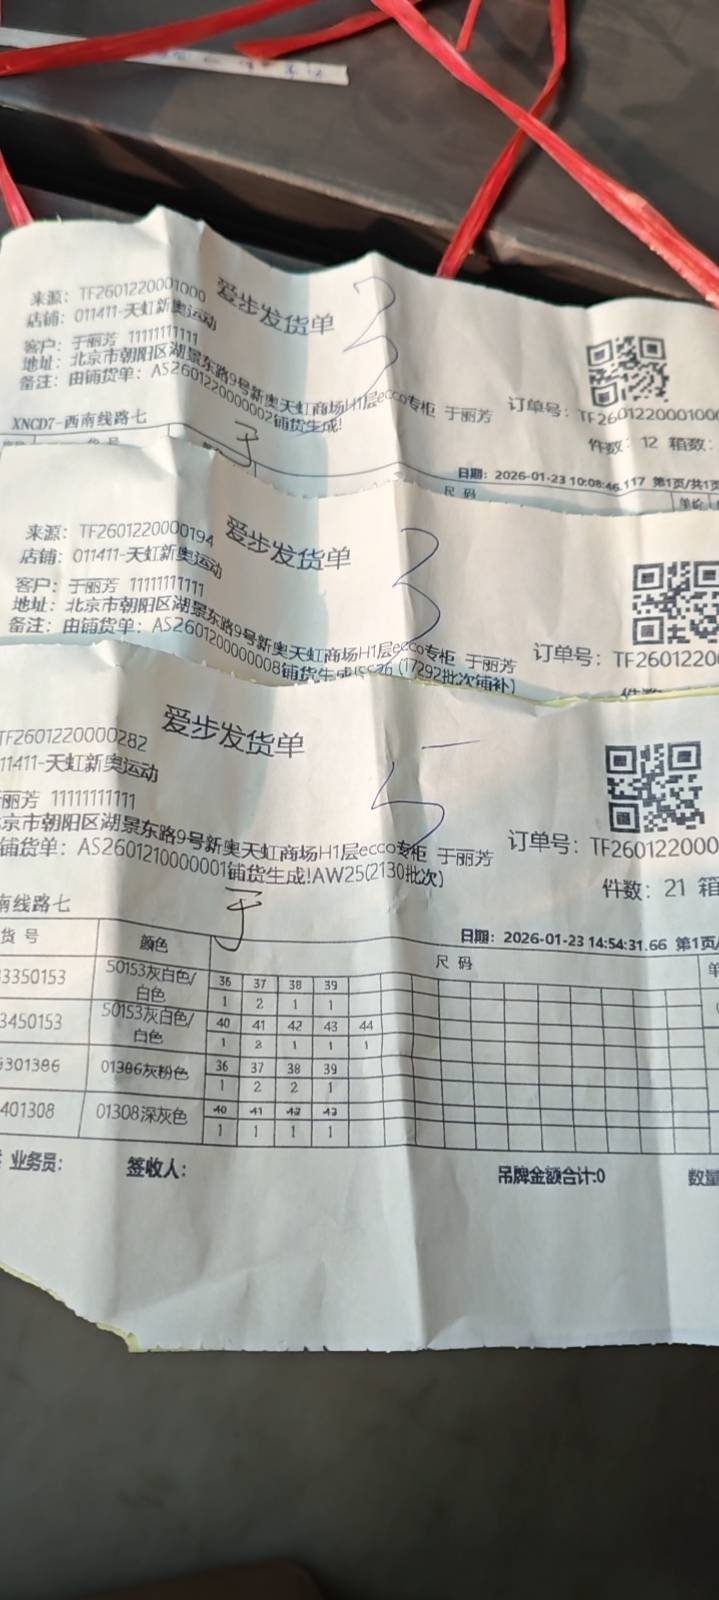 爱步发货单
3
来源: TF2601220001000
店铺: 011411-天虹新奥运动
客户: 于丽芳 11111111111
地址: 北京市朝阳区湖景东路9号新奥天虹商场H1层ecco专柜 于丽芳
备注: 由铺货单: AS2601220000002铺货生成!
订单号: TF2601220001000
XNCD7-西南线路七
件数: 12 箱数:
日期: 2026-01-23 10:08:46.117 第1页/共1页
货 号
尺 码
单价
爱步发货单
3
来源: TF2601220000194
店铺: 011411-天虹新奥运动
客户: 于丽芳 11111111111
地址: 北京市朝阳区湖景东路9号新奥天虹商场H1层ecco专柜 于丽芳
备注: 由铺货单: AS2601200000008铺货生成!SS26 (17292批次铺补)
订单号: TF260122000
件数
爱步发货单
5
TF2601220000282
11411-天虹新奥运动
于丽芳 11111111111
京市朝阳区湖景东路9号新奥天虹商场H1层ecco专柜 于丽芳
铺货单: AS2601210000001铺货生成!AW25(2130批次)
订单号: TF260122000
件数: 21 箱
南线路七
日期: 2026-01-23 14:54:31.66 第1页/
货 号 颜色 尺 码 单
3350153 50153灰白色/白色 36 37 38 39
1 2 1 1
3450153 50153灰白色/白色 40 41 42 43 44
1 2 1 1 1
301386 01386灰粉色 36 37 38 39
1 2 2 1
401308 01308深灰色 40 41 42 43
1 1 1 1
业务员: 签收人: 吊牌金额合计:0 数量